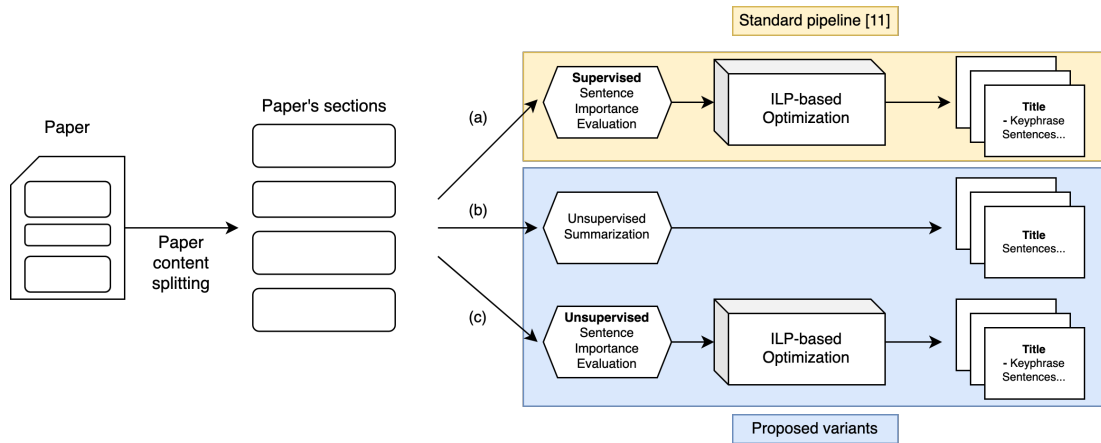 Standard pipeline [11]
Paper
Paper's sections
Paper
content
splitting
(a)
Supervised
Sentence
Importance
Evaluation
ILP-based
Optimization
Title
- Keyphrase
Sentences...
(b)
Unsupervised
Summarization
Title
Sentences...
(c)
Unsupervised
Sentence
Importance
Evaluation
ILP-based
Optimization
Title
- Keyphrase
Sentences...
Proposed variants